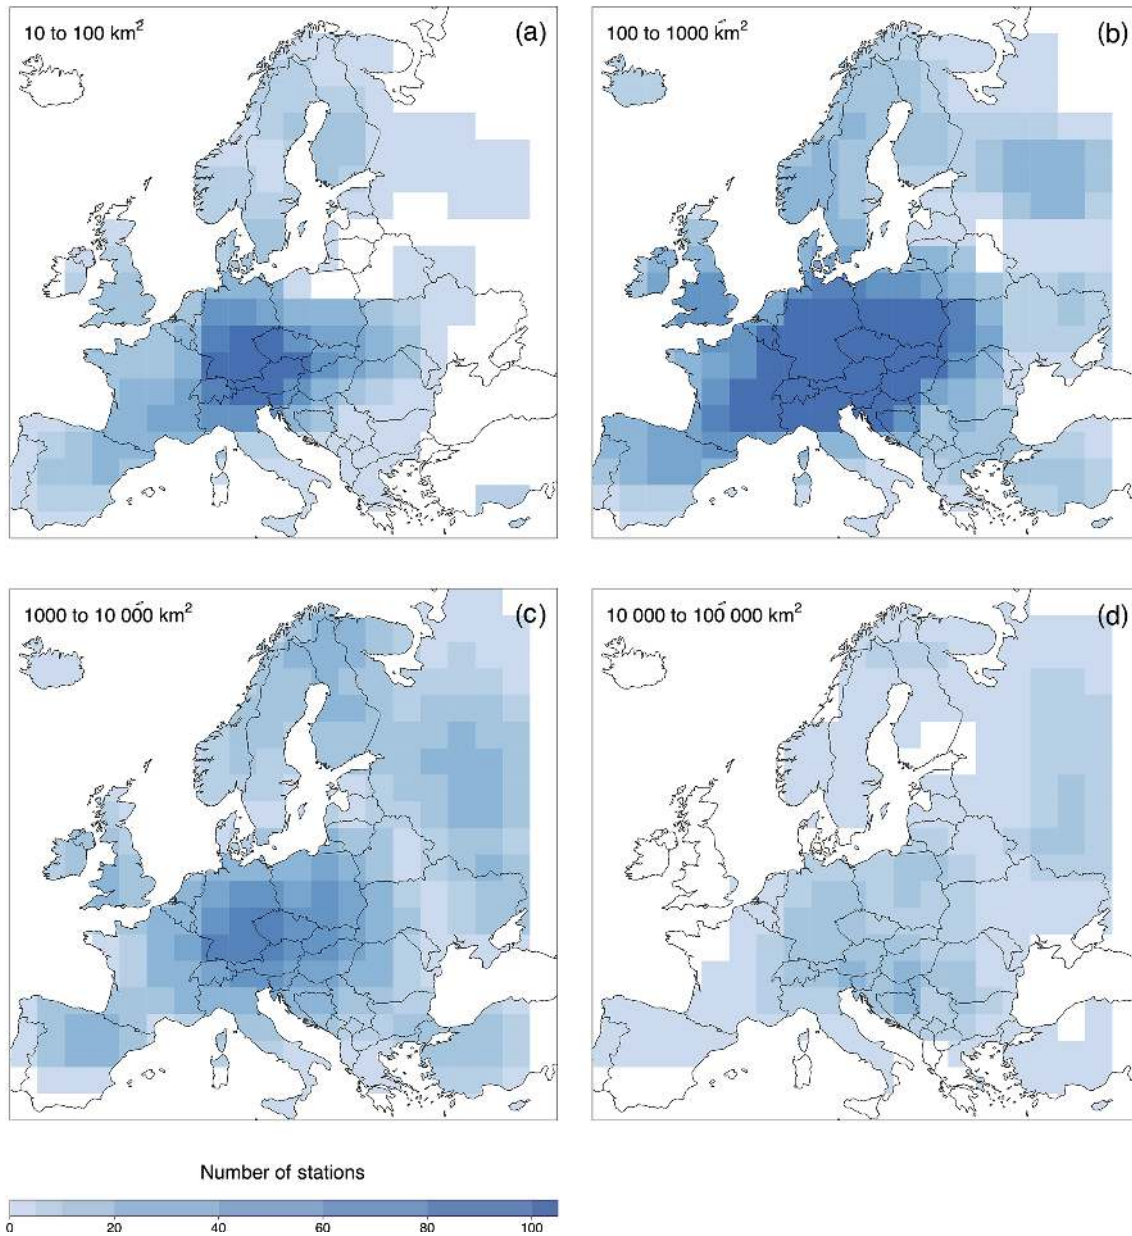 10 to 100 km²
(a)
100 to 1000 km²
(b)
1000 to 10 000 km²
(c)
10 000 to 100 000 km²
(d)
Number of stations
0 20 40 60 80 100